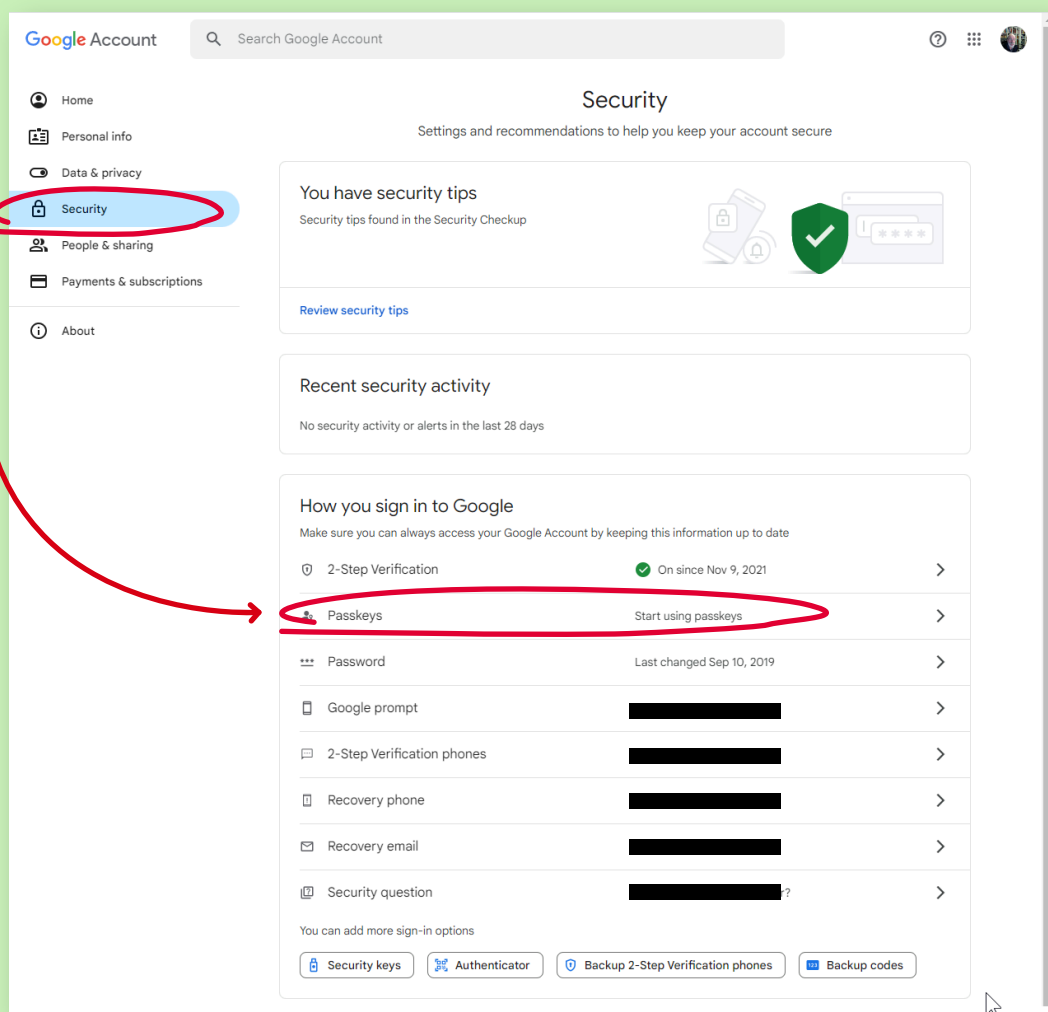 Google Account
Search Google Account
Home
Personal info
Data & privacy
Security
People & sharing
Payments & subscriptions
About
Security
Settings and recommendations to help you keep your account secure
You have security tips
Security tips found in the Security Checkup
Review security tips
Recent security activity
No security activity or alerts in the last 28 days
How you sign in to Google
Make sure you can always access your Google Account by keeping this information up to date
2-Step Verification On since Nov 9, 2021
Passkeys Start using passkeys
Password Last changed Sep 10, 2019
Google prompt
2-Step Verification phones
Recovery phone
Recovery email
Security question r?
You can add more sign-in options
Security keys Authenticator Backup 2-Step Verification phones 123 Backup codes